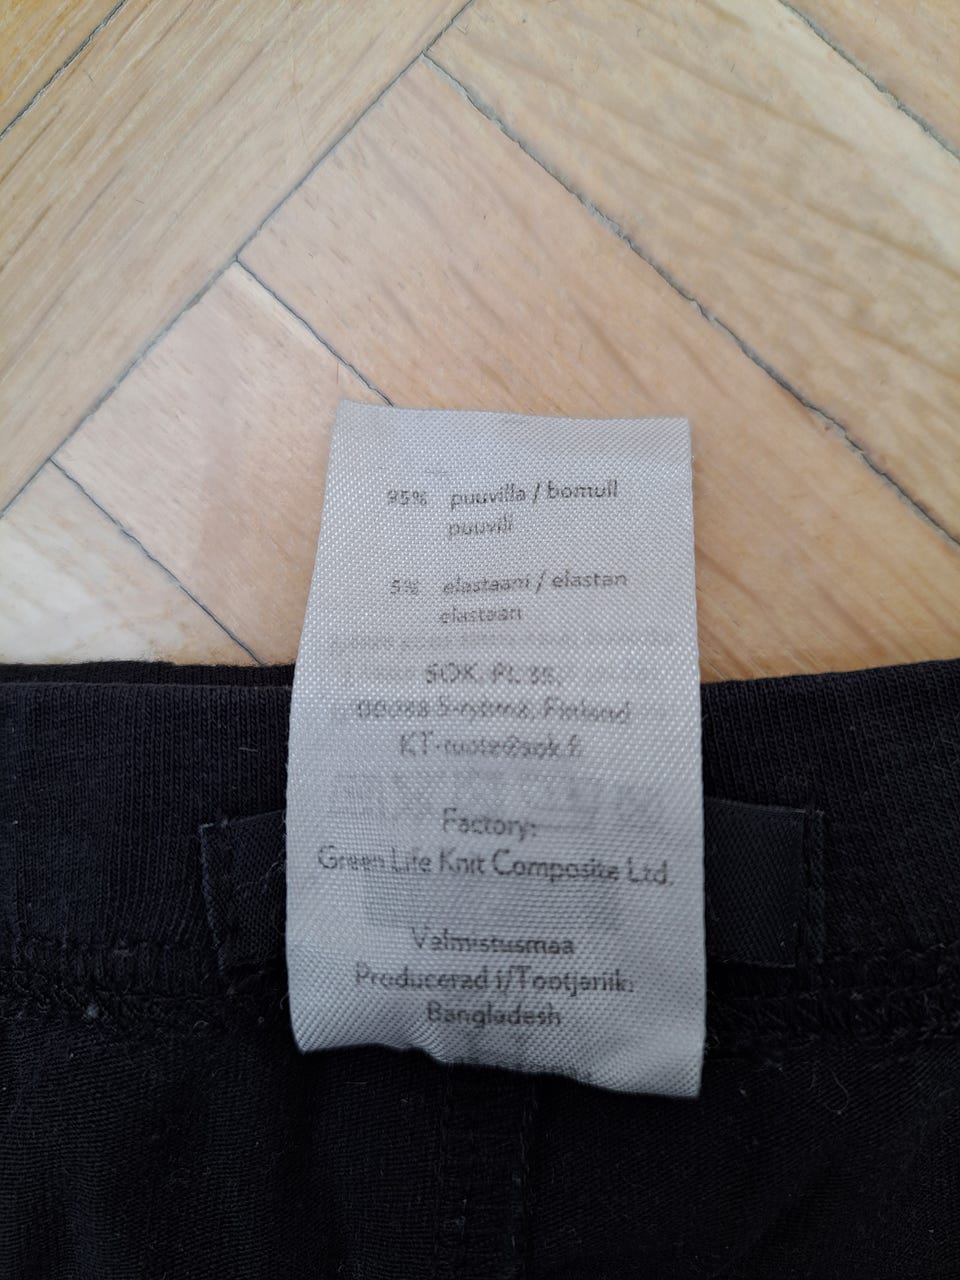 95% puuvilla / bomull
puuvill
5% elastaani / elastan
elastaan
SOK, PL 35,
00088 S-ryhmä, Finland
KT-tuote@sok.fi
Factory:
Green Life Knit Composite Ltd.
Valmistusmaa
Producerad i/Tootjariik:
Bangladesh